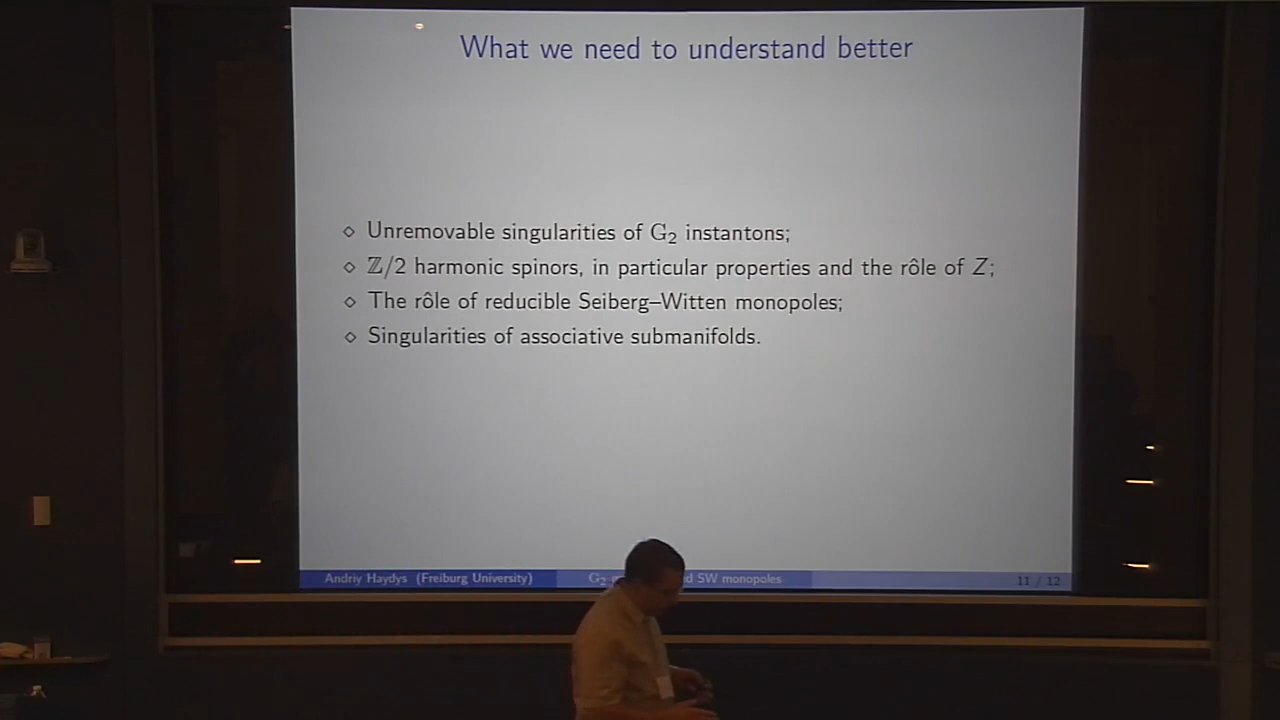 What we need to understand better
⋄ Unremovable singularities of G₂ instantons;
⋄ ℤ/2 harmonic spinors, in particular properties and the rôle of Z;
⋄ The rôle of reducible Seiberg–Witten monopoles;
⋄ Singularities of associative submanifolds.
Andriy Haydys (Freiburg University) G₂ SW monopoles 11 / 12